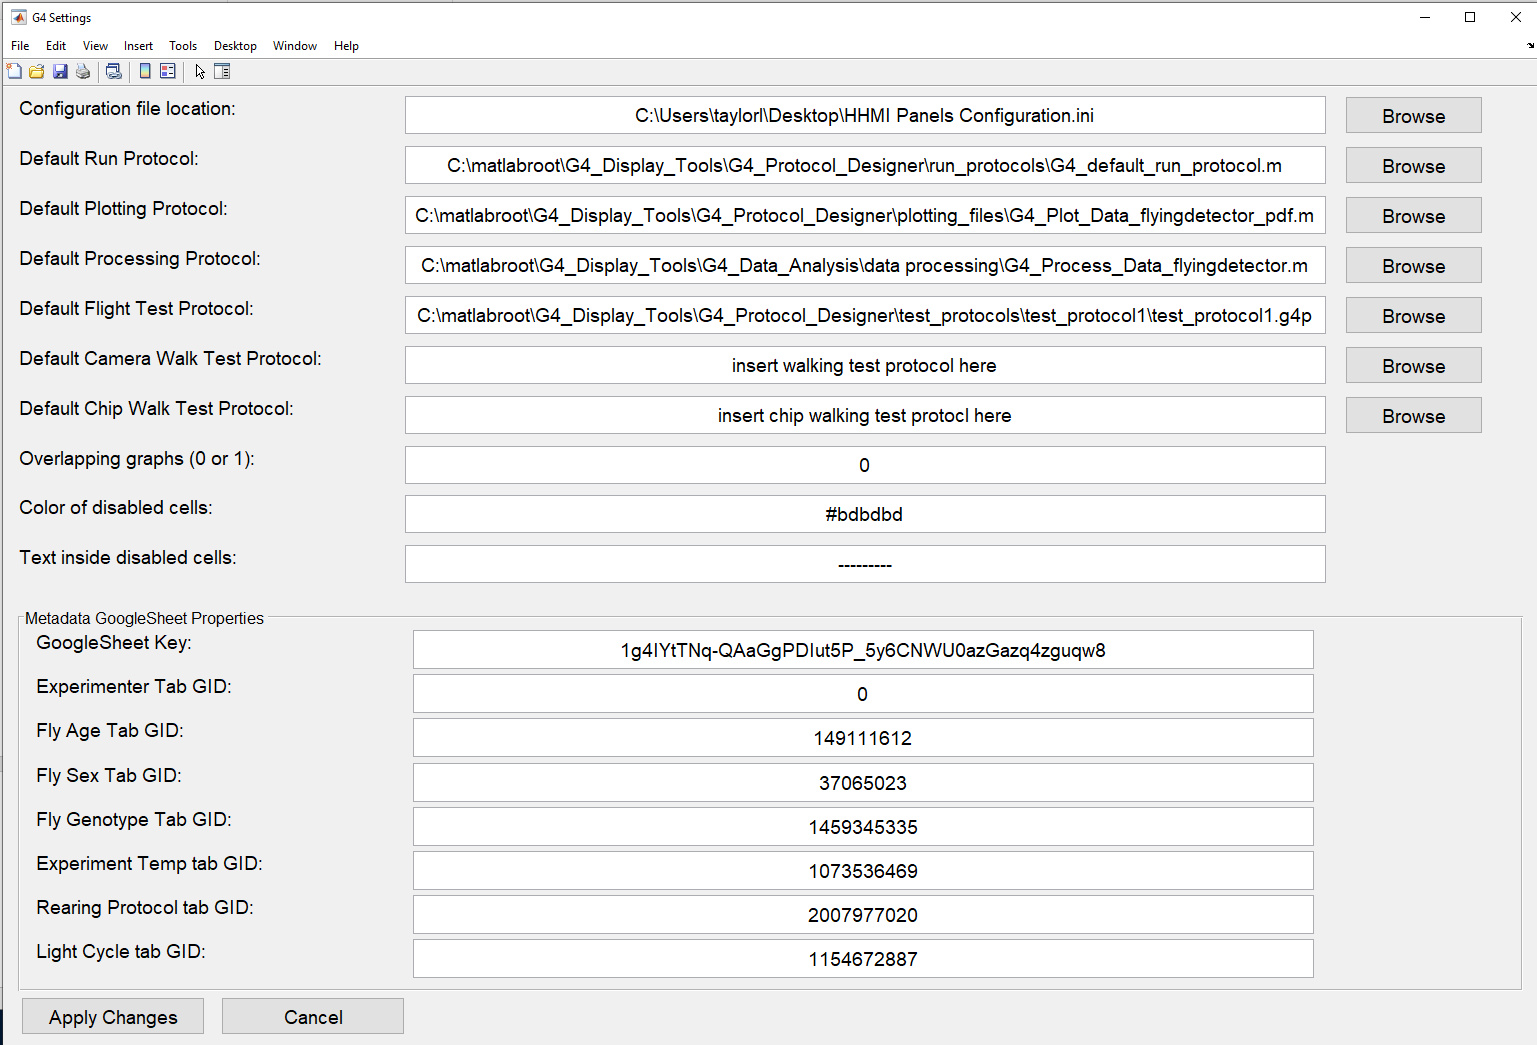 G4 Settings
File Edit View Insert Tools Desktop Window Help
Configuration file location: C:\Users\taylorl\Desktop\HHMI Panels Configuration.ini Browse
Default Run Protocol: C:\matlabroot\G4_Display_Tools\G4_Protocol_Designer\run_protocols\G4_default_run_protocol.m Browse
Default Plotting Protocol: C:\matlabroot\G4_Display_Tools\G4_Protocol_Designer\plotting_files\G4_Plot_Data_flyingdetector_pdf.m Browse
Default Processing Protocol: C:\matlabroot\G4_Display_Tools\G4_Data_Analysis\data processing\G4_Process_Data_flyingdetector.m Browse
Default Flight Test Protocol: C:\matlabroot\G4_Display_Tools\G4_Protocol_Designer\test_protocols\test_protocol1\test_protocol1.g4p Browse
Default Camera Walk Test Protocol: insert walking test protocol here Browse
Default Chip Walk Test Protocol: insert chip walking test protocl here Browse
Overlapping graphs (0 or 1): 0
Color of disabled cells: #bdbdbd
Text inside disabled cells: ---------
Metadata GoogleSheet Properties
GoogleSheet Key: 1g4IYtTNq-QAaGgPDIut5P_5y6CNWU0azGazq4zguqw8
Experimenter Tab GID: 0
Fly Age Tab GID: 149111612
Fly Sex Tab GID: 37065023
Fly Genotype Tab GID: 1459345335
Experiment Temp tab GID: 1073536469
Rearing Protocol tab GID: 2007977020
Light Cycle tab GID: 1154672887
Apply Changes Cancel